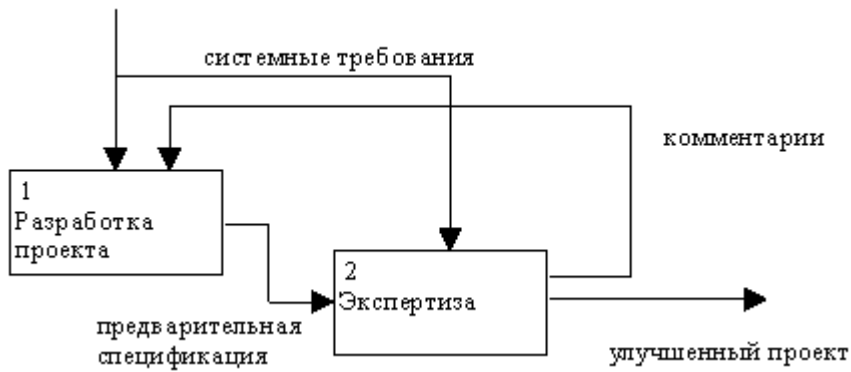 системные требования
комментарии
1
Разработка
проекта
2
Экспертиза
предварительная
спецификация
улучшенный проект